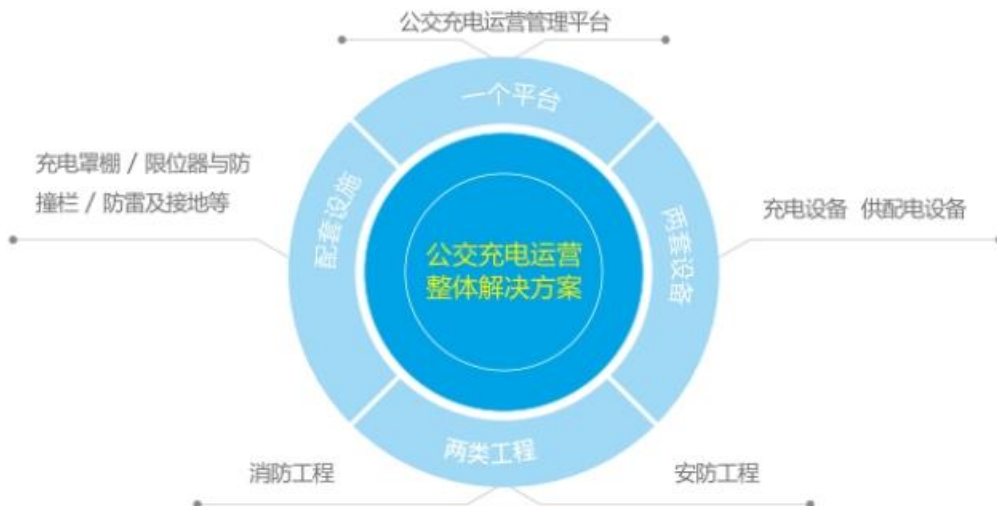 公交充电运营管理平台
一个平台
充电罩棚 / 限位器与防
撞栏 / 防雷及接地等
配套设施
公交充电运营
整体解决方案
两套设备
充电设备 供配电设备
两类工程
消防工程
安防工程